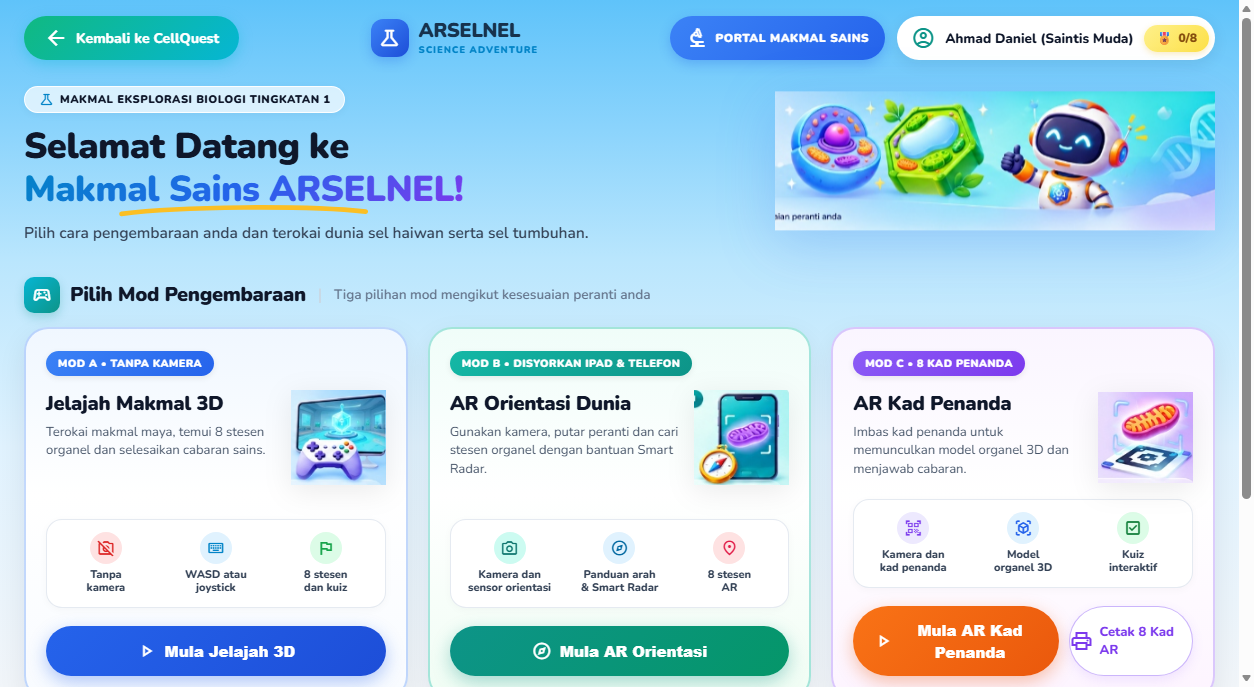 Kembali ke CellQuest
ARSELNEL
SCIENCE ADVENTURE
PORTAL MAKMAL SAINS
Ahmad Daniel (Saintis Muda)
0/8
MAKMAL EKSPLORASI BIOLOGI TINGKATAN 1
Selamat Datang ke
Makmal Sains ARSELNEL!
Pilih cara pengembaraan anda dan terokai dunia sel haiwan serta sel tumbuhan.
aian peranti anda
Pilih Mod Pengembaraan
Tiga pilihan mod mengikut kesesuaian peranti anda
MOD A • TANPA KAMERA
Jelajah Makmal 3D
Terokai makmal maya, temui 8 stesen
organel dan selesaikan cabaran sains.
Tanpa
kamera
WASD atau
joystick
8 stesen
dan kuiz
Mula Jelajah 3D
MOD B • DISYORKAN IPAD & TELEFON
AR Orientasi Dunia
Gunakan kamera, putar peranti dan cari
stesen organel dengan bantuan Smart
Radar.
Kamera dan
sensor orientasi
Panduan arah
& Smart Radar
8 stesen
AR
Mula AR Orientasi
MOD C • 8 KAD PENANDA
AR Kad Penanda
Imbas kad penanda untuk
memunculkan model organel 3D dan
menjawab cabaran.
Kamera dan
kad penanda
Model
organel 3D
Kuiz
interaktif
Mula AR Kad
Penanda
Cetak 8 Kad
AR